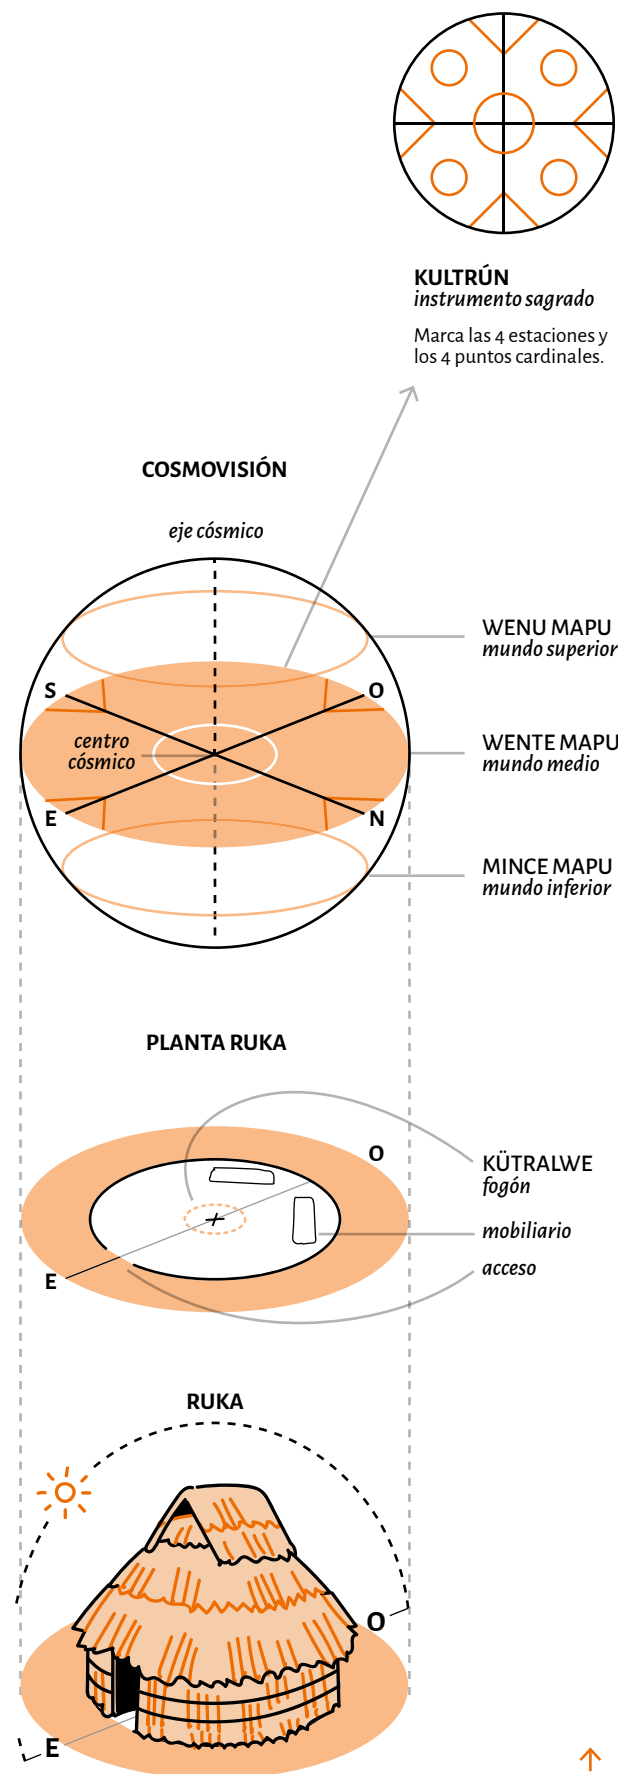 KULTRÚN
instrumento sagrado
Marca las 4 estaciones y
los 4 puntos cardinales.
COSMOVISIÓN
eje cósmico
WENU MAPU
mundo superior
S
O
centro
cósmico
WENTE MAPU
mundo medio
E
N
MINCE MAPU
mundo inferior
PLANTA RUKA
O
KÜTRALWE
fogón
mobiliario
acceso
E
RUKA
O
E